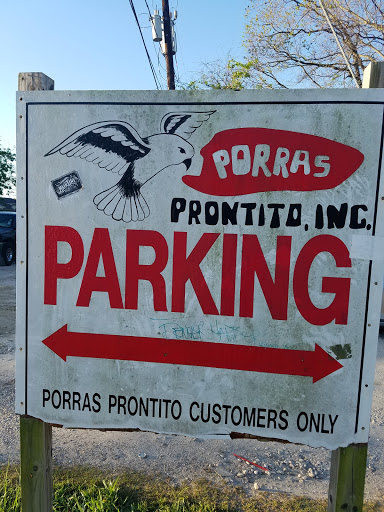 PORRAS
PRONTITO, INC.
PARKING
PORRAS PRONTITO CUSTOMERS ONLY